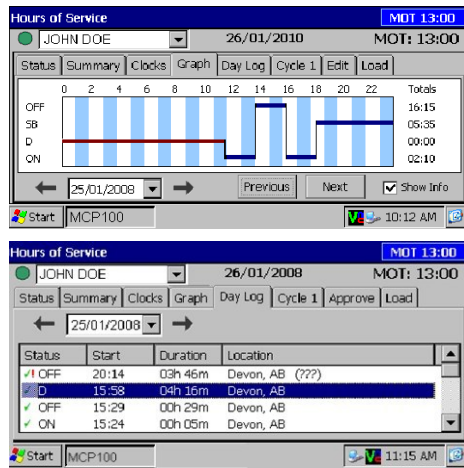 Hours of Service MOT 13:00
JOHN DOE 26/01/2010 MOT: 13:00
Status Summary Clocks Graph Day Log Cycle 1 Edit Load
0 2 4 6 8 10 12 14 16 18 20 22 Totals
OFF 16:15
SB 05:35
D 00:00
ON 02:10
25/01/2008 Previous Next Show Info
Start MCP100 10:12 AM
Hours of Service MOT 13:00
JOHN DOE 26/01/2008 MOT: 13:00
Status Summary Clocks Graph Day Log Cycle 1 Approve Load
25/01/2008
Status Start Duration Location
OFF 20:14 03h 46m Devon, AB (???)
D 15:58 04h 16m Devon, AB
OFF 15:29 00h 29m Devon, AB
ON 15:24 00h 05m Devon, AB
Start MCP100 11:15 AM